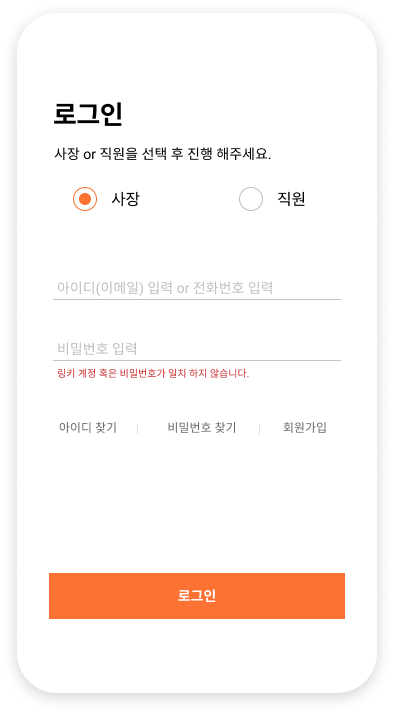 로그인
사장 or 직원을 선택 후 진행 해주세요.
사장 직원
아이디(이메일) 입력 or 전화번호 입력
비밀번호 입력
링키 계정 혹은 비밀번호가 일치 하지 않습니다.
아이디 찾기 | 비밀번호 찾기 | 회원가입
로그인